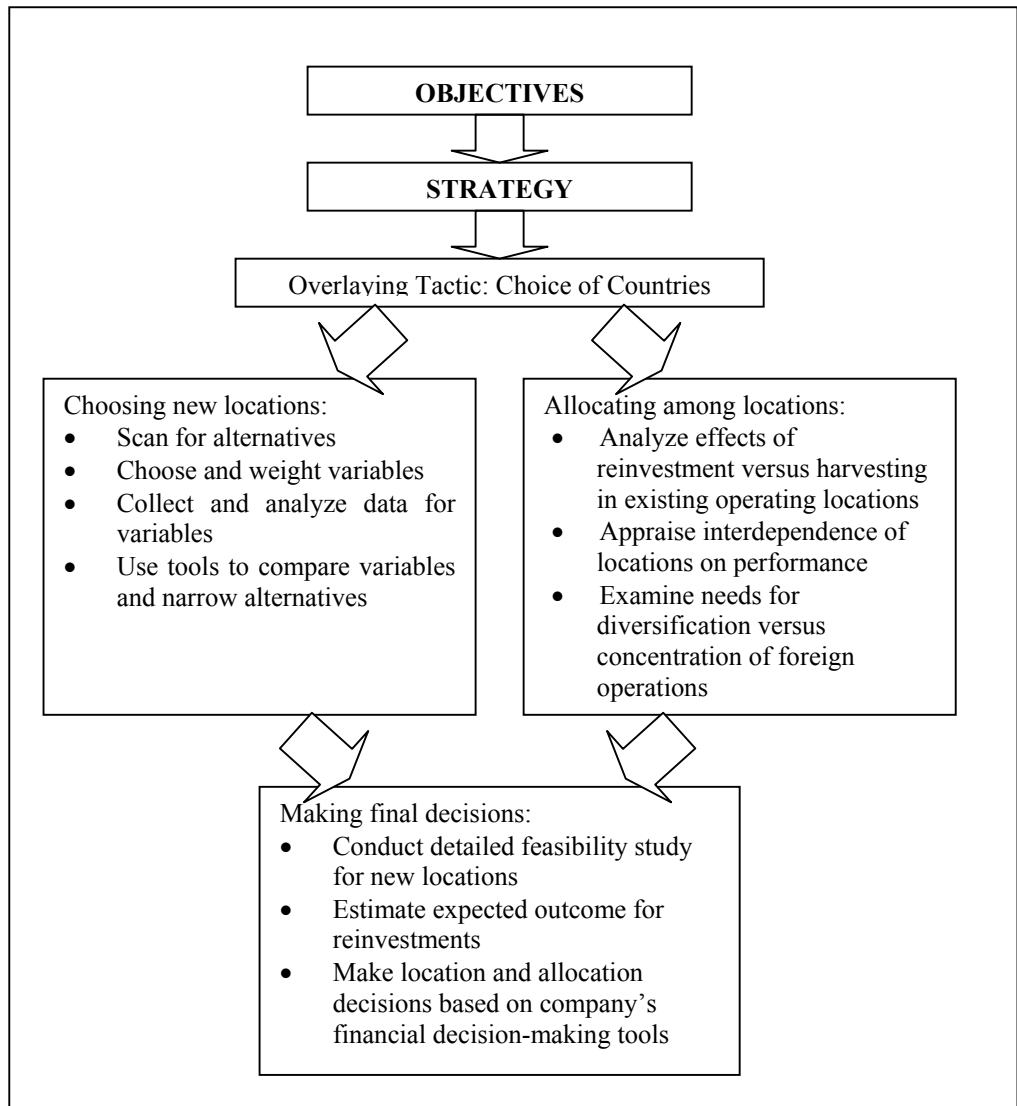 OBJECTIVES
STRATEGY
Overlaying Tactic: Choice of Countries
Choosing new locations:
• Scan for alternatives
• Choose and weight variables
• Collect and analyze data for
variables
• Use tools to compare variables
and narrow alternatives
Allocating among locations:
• Analyze effects of
reinvestment versus harvesting
in existing operating locations
• Appraise interdependence of
locations on performance
• Examine needs for
diversification versus
concentration of foreign
operations
Making final decisions:
• Conduct detailed feasibility study
for new locations
• Estimate expected outcome for
reinvestments
• Make location and allocation
decisions based on company’s
financial decision-making tools